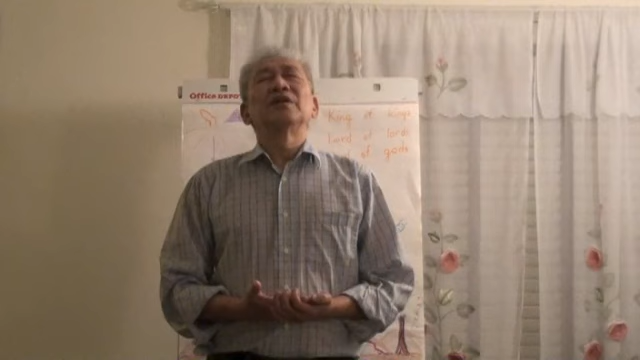 Office DEPOT
King of kings
Lord of lords
of gods